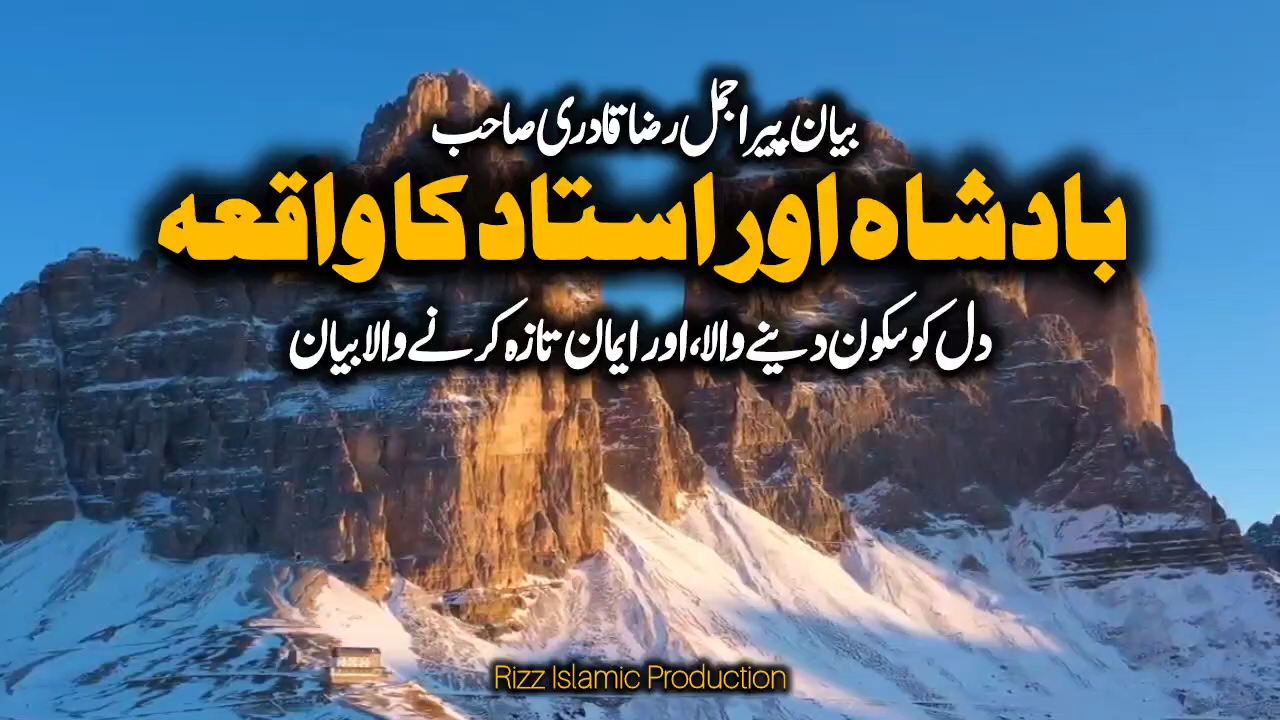 بیان پیر اجمل رضا قادری صاحب
بادشاہ اور استاد کا واقعہ
دل کو سکون دینے والا، اور ایمان تازہ کرنے والا بیان
Rizz Islamic Production